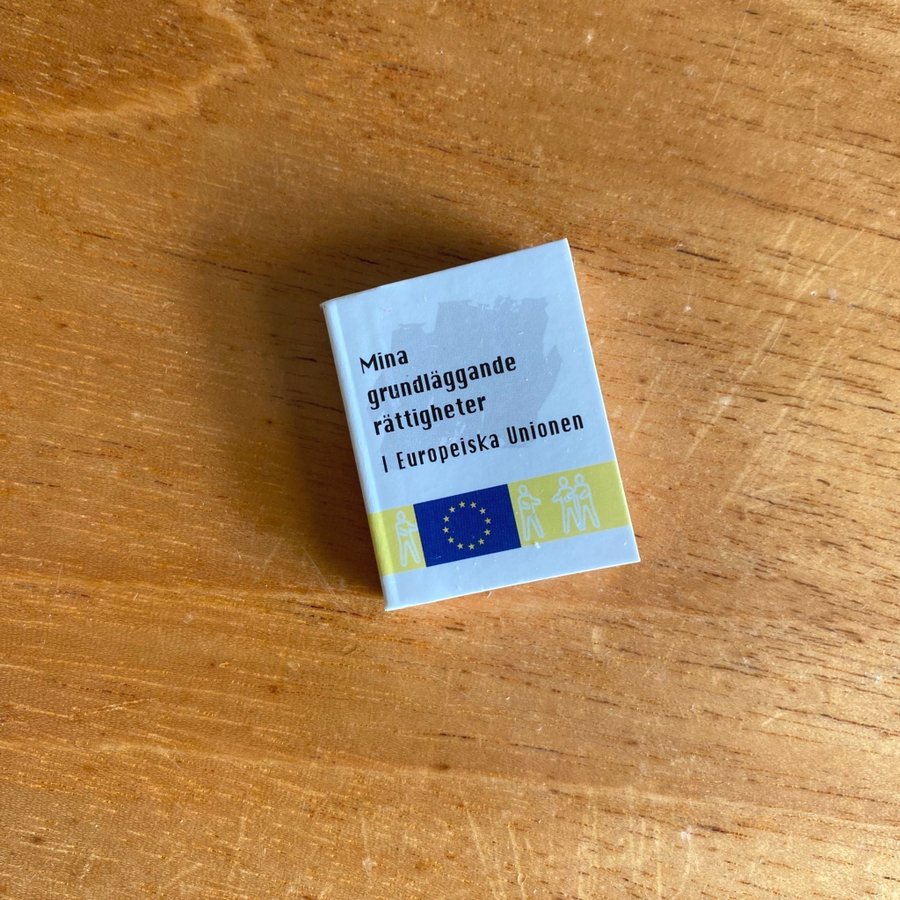 Mina
grundläggande
rättigheter
I Europeiska Unionen